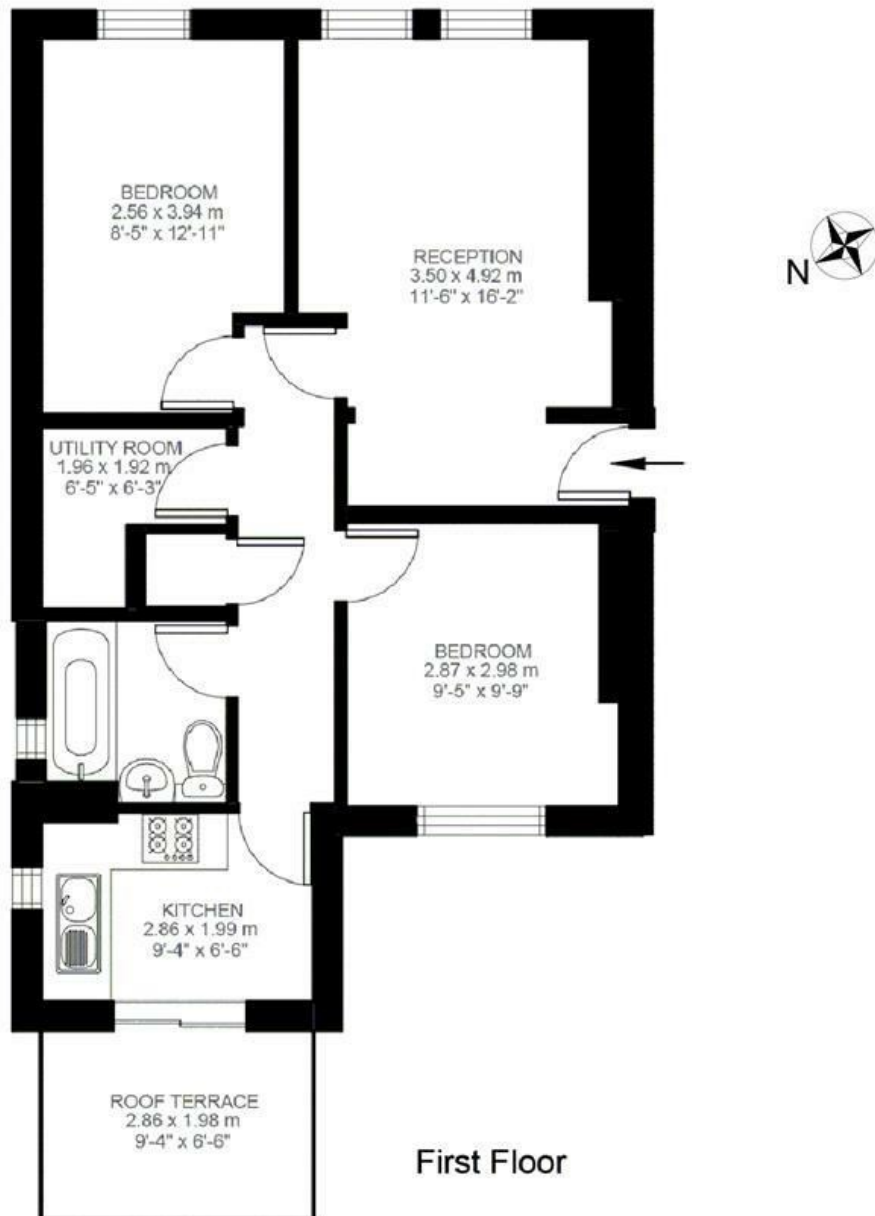 BEDROOM
2.56 x 3.94 m
8'-5" x 12'-11"
RECEPTION
3.50 x 4.92 m
11'-6" x 16'-2"
N
UTILITY ROOM
1.96 x 1.92 m
6'-5" x 6'-3"
BEDROOM
2.87 x 2.98 m
9'-5" x 9'-9"
KITCHEN
2.86 x 1.99 m
9'-4" x 6'-6"
ROOF TERRACE
2.86 x 1.98 m
9'-4" x 6'-6"
First Floor